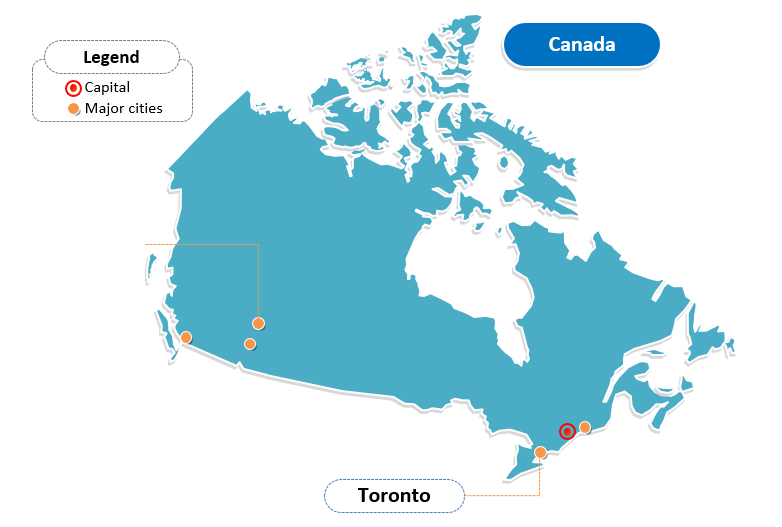 Canada
Legend
Capital
Major cities
Toronto